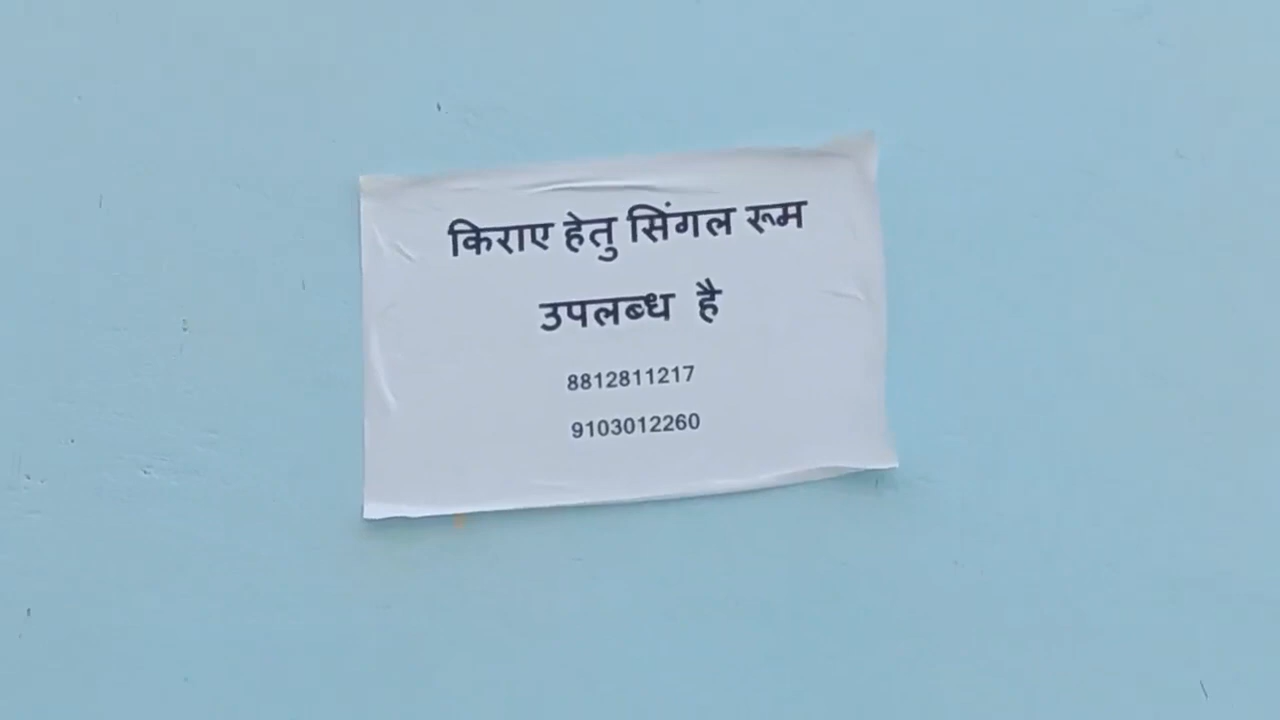 किराए हेतु सिंगल रूम
उपलब्ध है
8812811217
9103012260